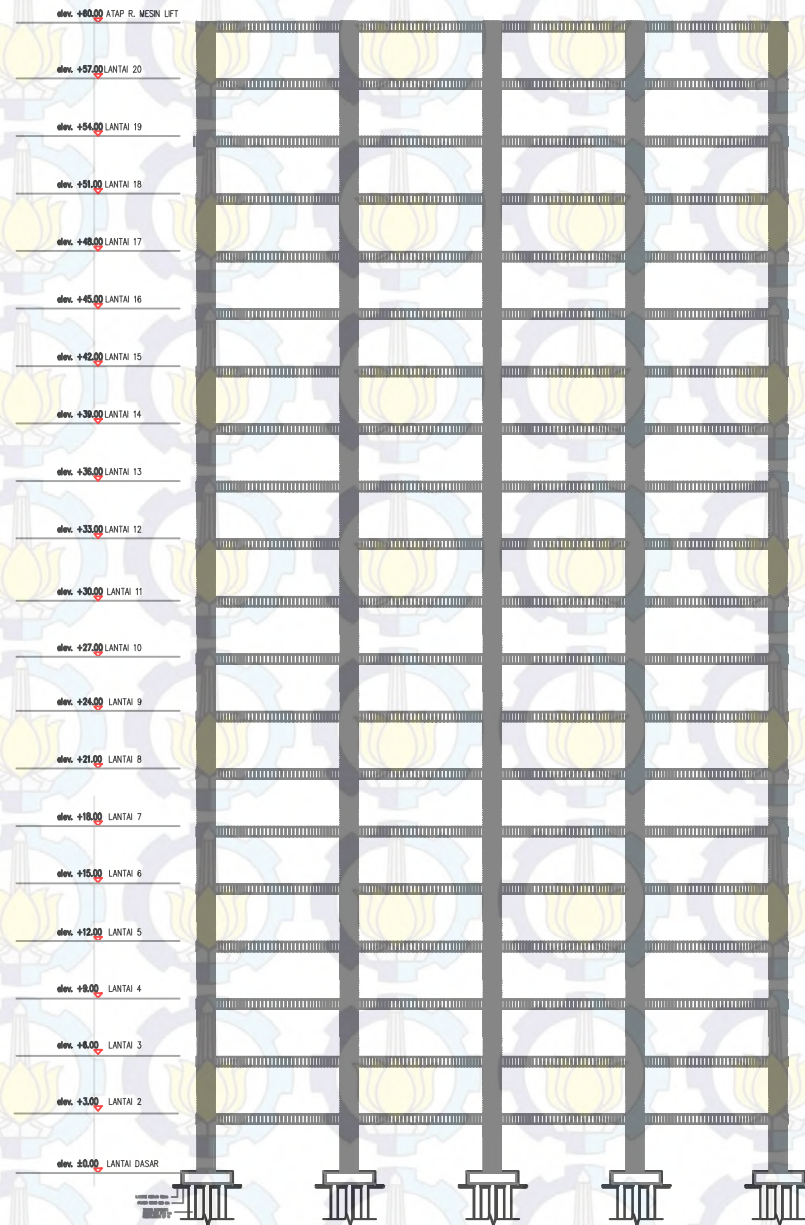 elev. +60.00 ATAP R. MESIN LIFT
elev. +57.00 LANTAI 20
elev. +54.00 LANTAI 19
elev. +51.00 LANTAI 18
elev. +48.00 LANTAI 17
elev. +45.00 LANTAI 16
elev. +42.00 LANTAI 15
elev. +39.00 LANTAI 14
elev. +36.00 LANTAI 13
elev. +33.00 LANTAI 12
elev. +30.00 LANTAI 11
elev. +27.00 LANTAI 10
elev. +24.00 LANTAI 9
elev. +21.00 LANTAI 8
elev. +18.00 LANTAI 7
elev. +15.00 LANTAI 6
elev. +12.00 LANTAI 5
elev. +9.00 LANTAI 4
elev. +6.00 LANTAI 3
elev. +3.00 LANTAI 2
elev. ±0.00 LANTAI DASAR